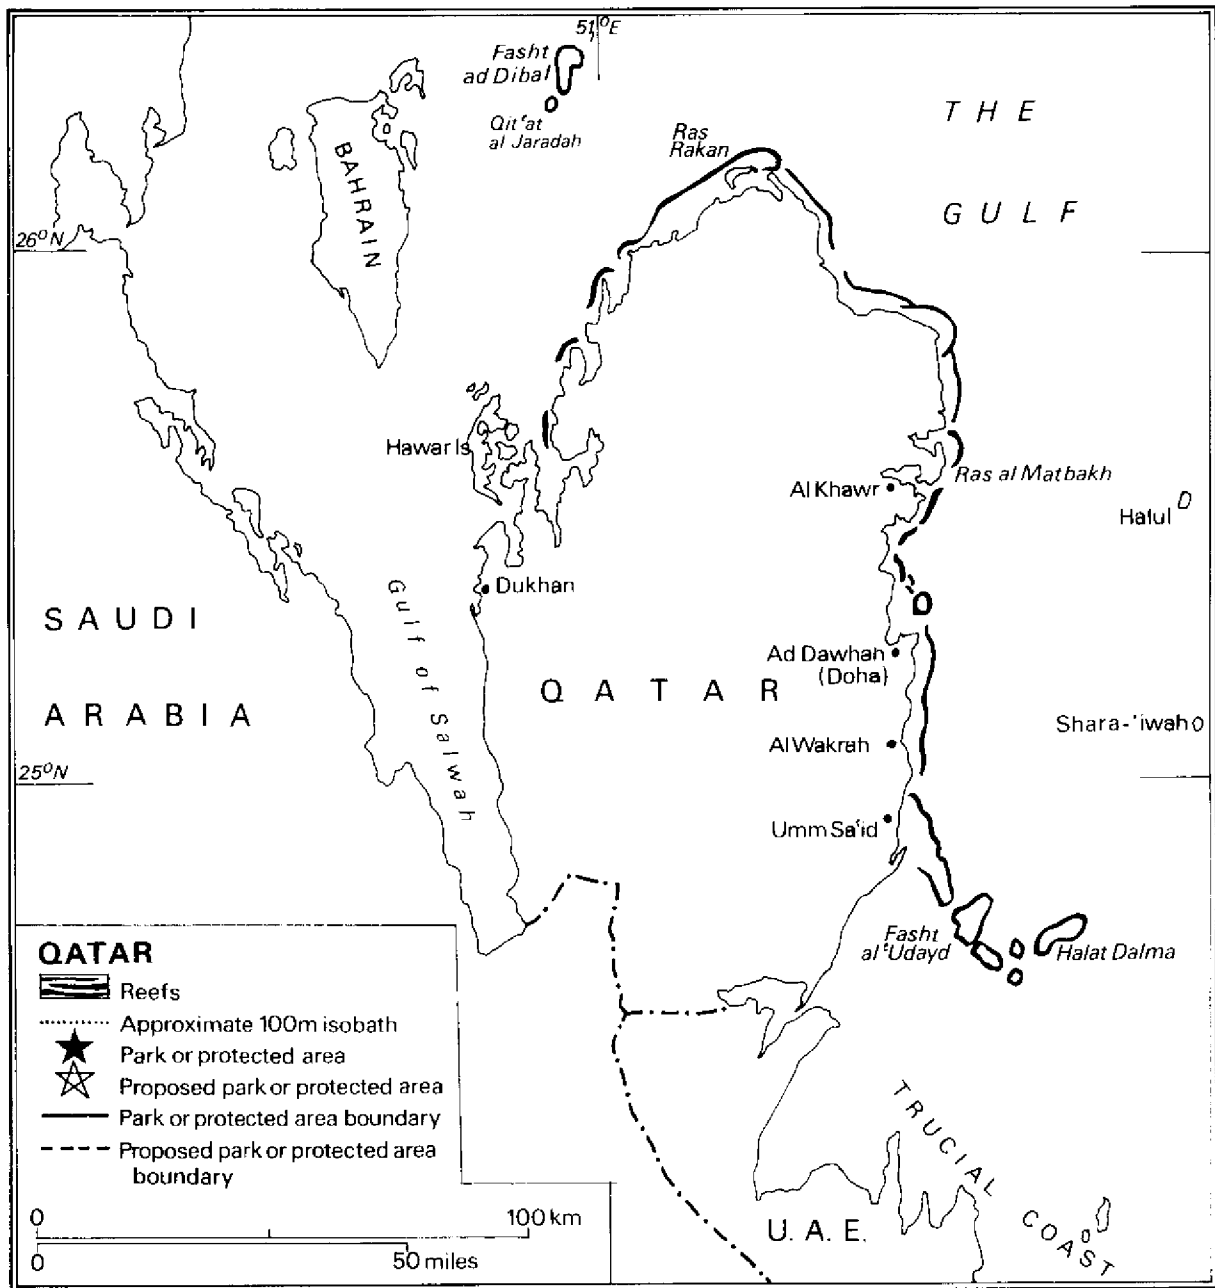 51°E
Fasht
ad Dibal
Qit‘at
al Jaradah
Ras
Rakan
THE
GULF
BAHRAIN
26°N
Hawar Is
Al Khawr
Ras al Matbakh
Halul
Dukhan
SAUDI
ARABIA
Gulf of Salwah
Ad Dawhah
(Doha)
QATAR
Shara-'iwah
Al Wakrah
25°N
Umm Sa‘id
Fasht
al ‘Udayd
Halat Dalma
QATAR
Reefs
Approximate 100m isobath
Park or protected area
Proposed park or protected area
Park or protected area boundary
Proposed park or protected area
boundary
0 100 km
0 50 miles
TRUCIAL COAST
U.A.E.